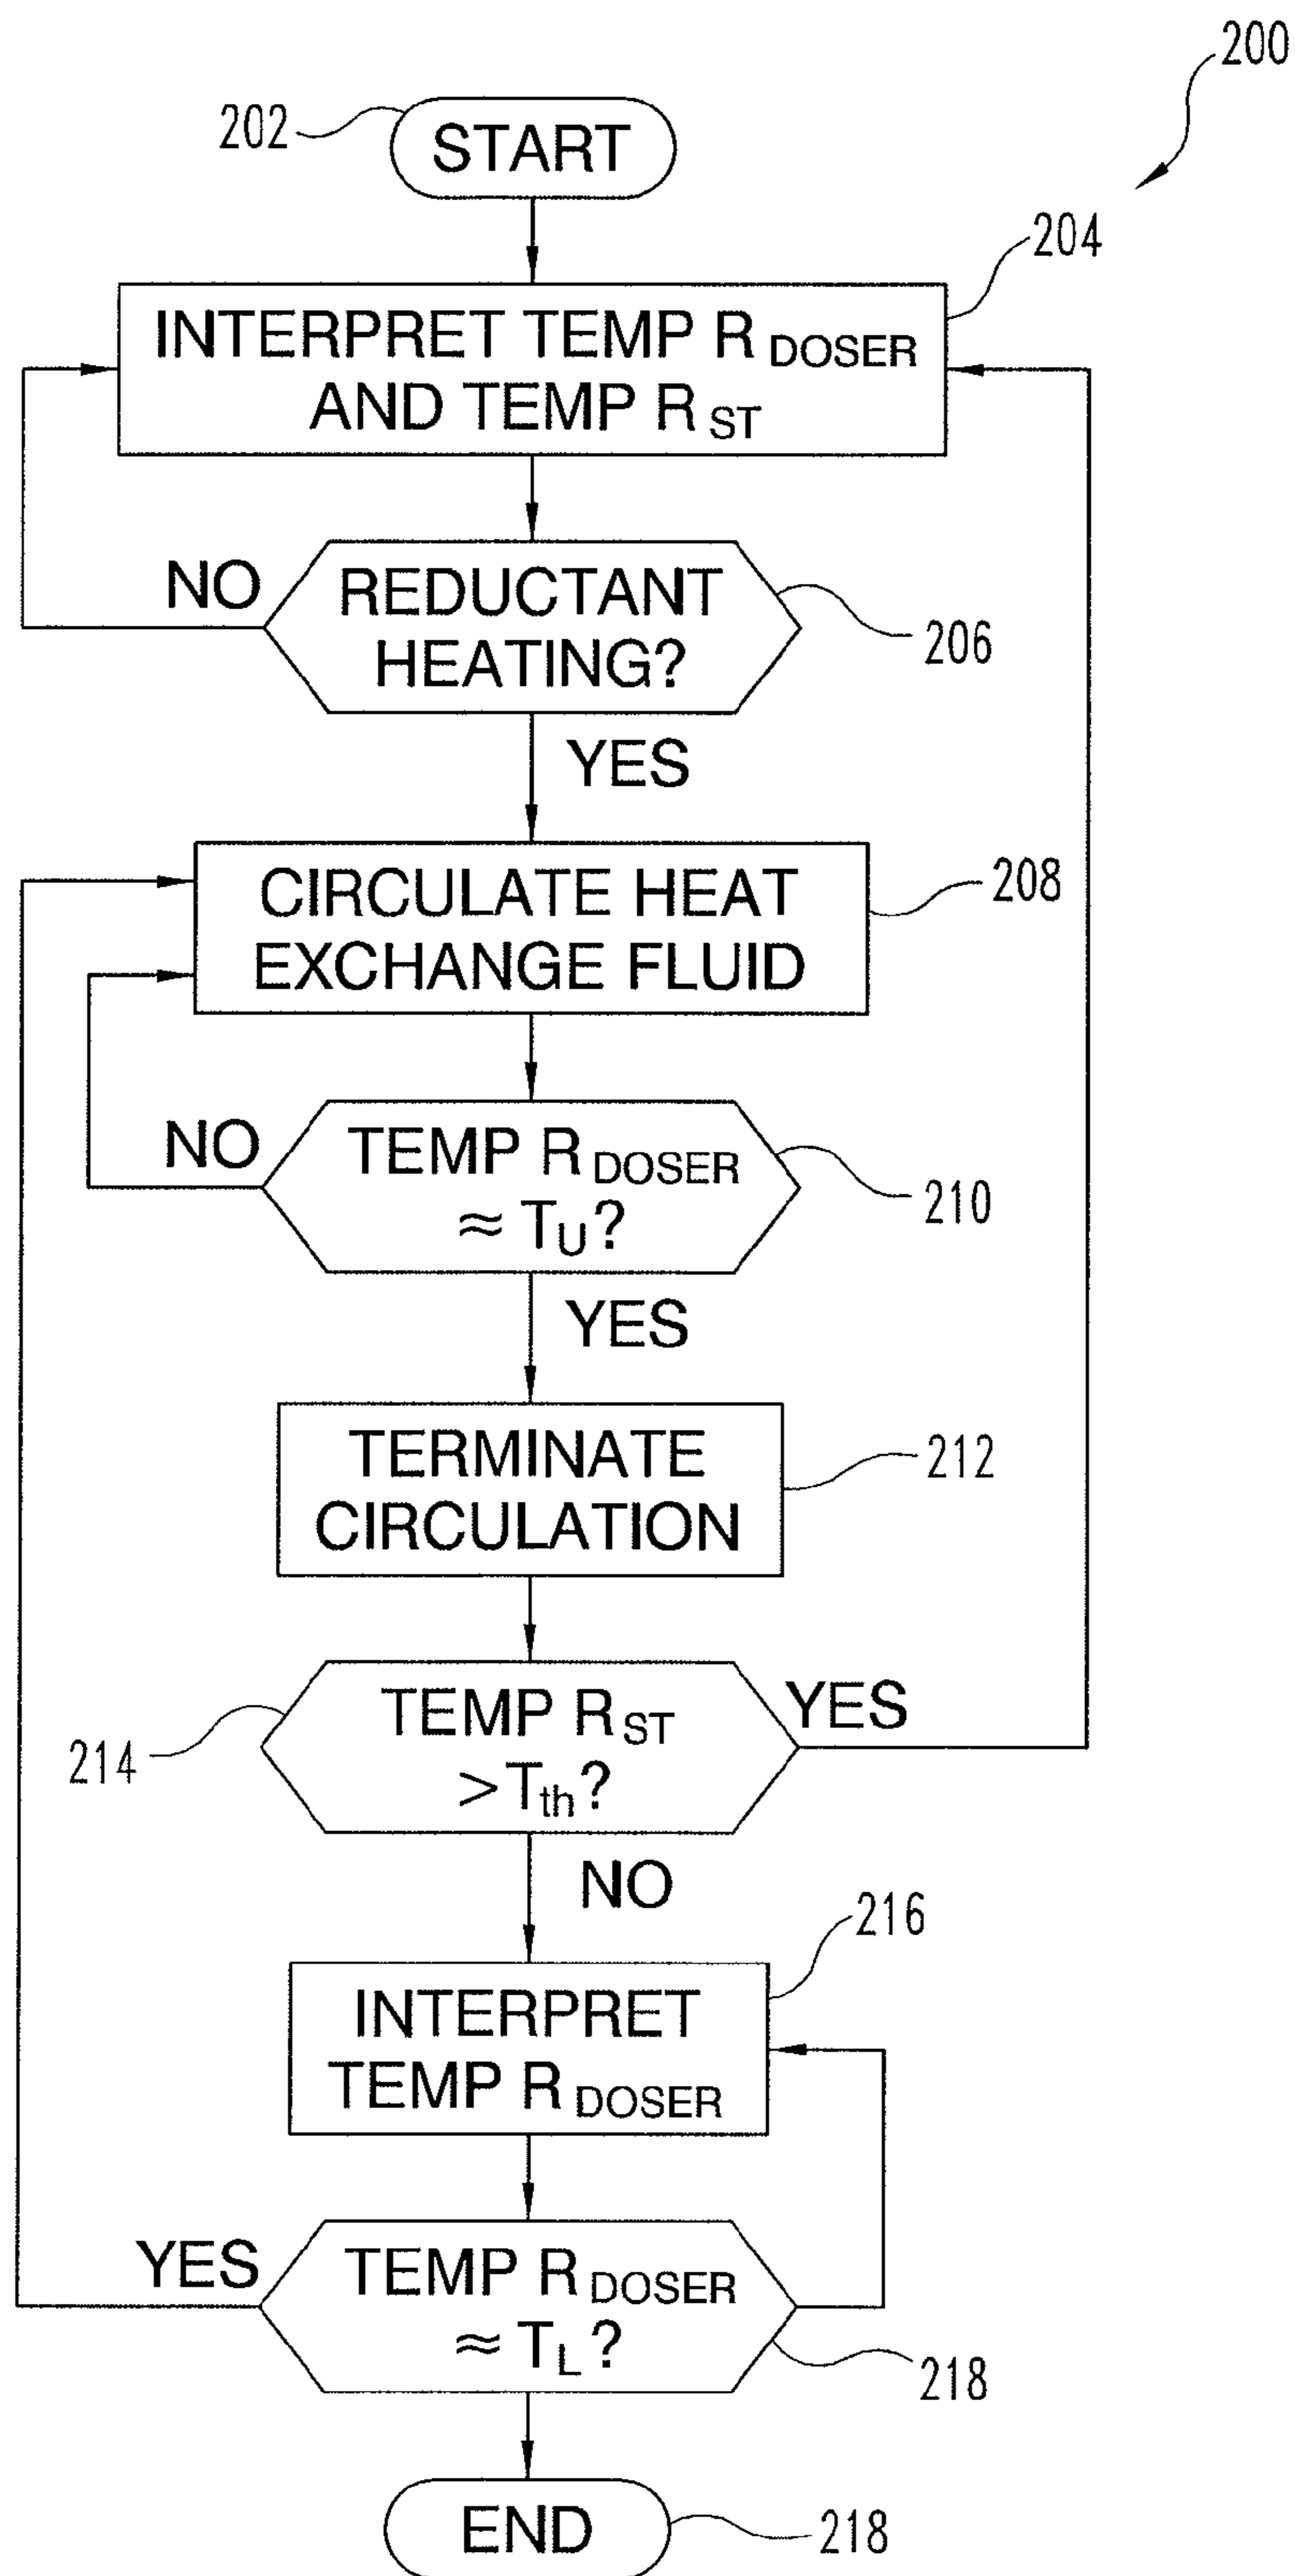 200
202
START
204
INTERPRET TEMP R DOSER
AND TEMP R ST
NO
REDUCTANT
HEATING?
206
YES
CIRCULATE HEAT
EXCHANGE FLUID
208
NO
TEMP R DOSER
≈ TU?
210
YES
TERMINATE
CIRCULATION
212
TEMP R ST
> Tth?
YES
214
NO
216
INTERPRET
TEMP R DOSER
YES
TEMP R DOSER
≈ TL?
218
END
218